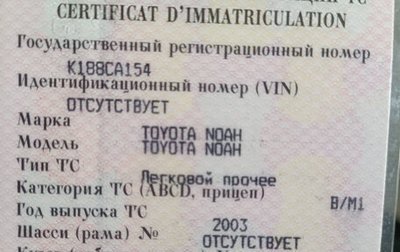 CERTIFICAT D'IMMATRICULATION
Государственный регистрационный номер
К188СА154
Идентификационный номер (VIN)
ОТСУТСТВУЕТ
Марка TOYOTA NOAH
Модель TOYOTA NOAH
Тип ТС Легковой прочее
Категория ТС (ABCD, прицеп) B/M1
Год выпуска ТС 2003
Шасси (рама) № ОТСУТСТВУЕТ